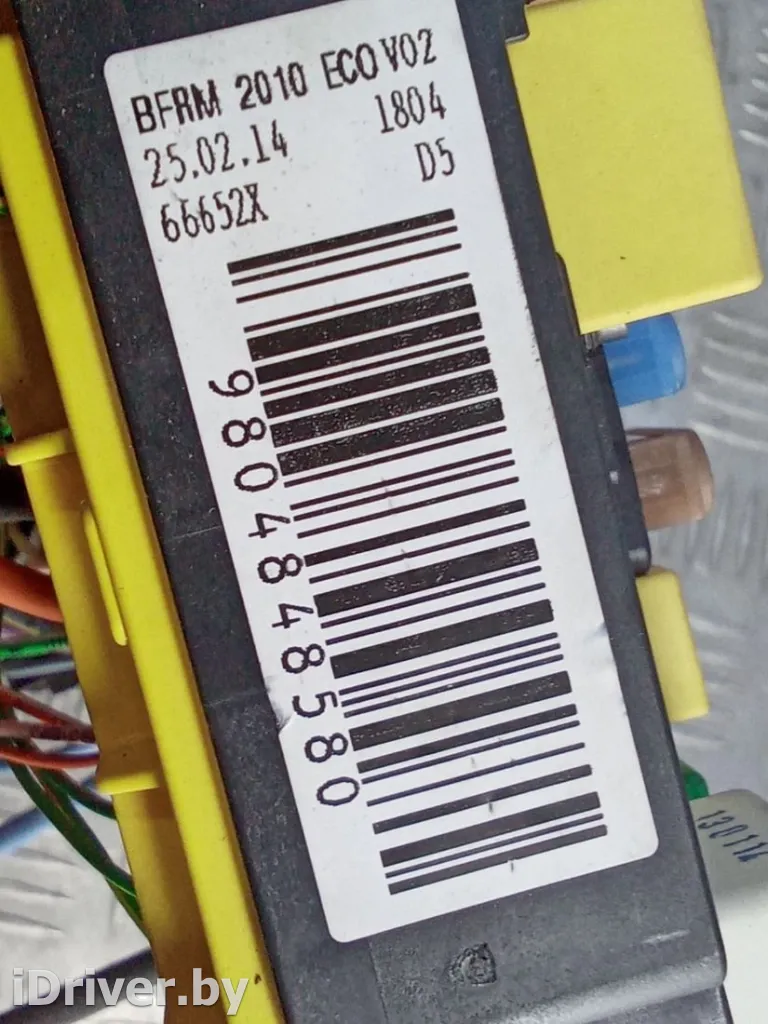 BFRM 2010 ECO V02
25.02.14 1804
66652X D5
9804848580
iDriver.by